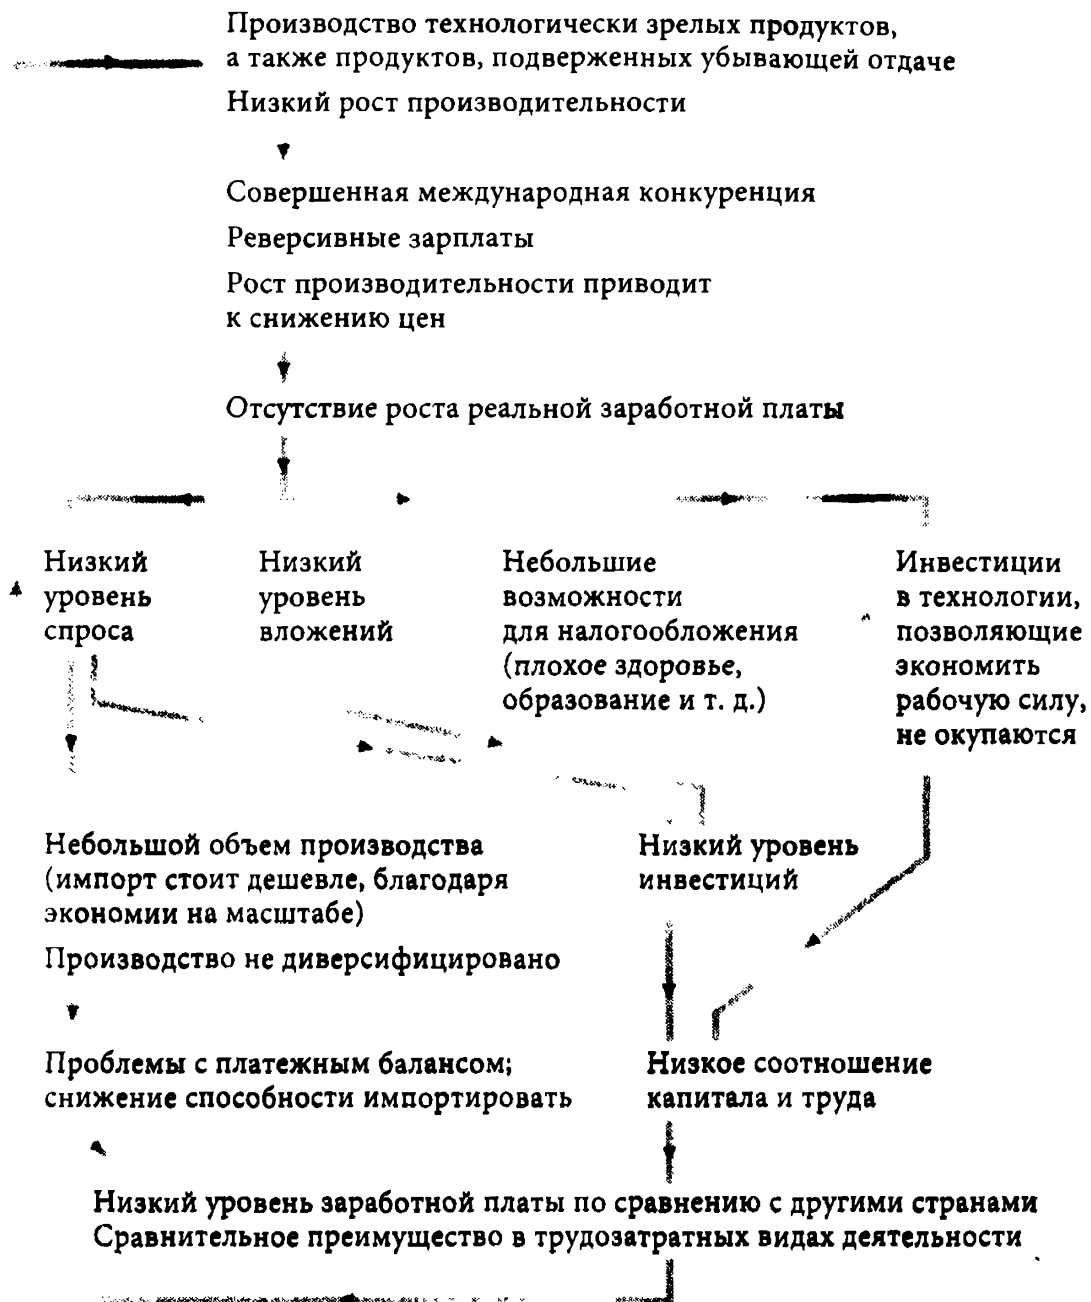 Производство технологически зрелых продуктов,
а также продуктов, подверженных убывающей отдаче
Низкий рост производительности
Совершенная международная конкуренция
Реверсивные зарплаты
Рост производительности приводит
к снижению цен
Отсутствие роста реальной заработной платы
Низкий
уровень
спроса
Низкий
уровень
вложений
Небольшие
возможности
для налогообложения
(плохое здоровье,
образование и т. д.)
Инвестиции
в технологии,
позволяющие
экономить
рабочую силу,
не окупаются
Небольшой объем производства
(импорт стоит дешевле, благодаря
экономии на масштабе)
Производство не диверсифицировано
Низкий уровень
инвестиций
Проблемы с платежным балансом;
снижение способности импортировать
Низкое соотношение
капитала и труда
Низкий уровень заработной платы по сравнению с другими странами
Сравнительное преимущество в трудозатратных видах деятельности